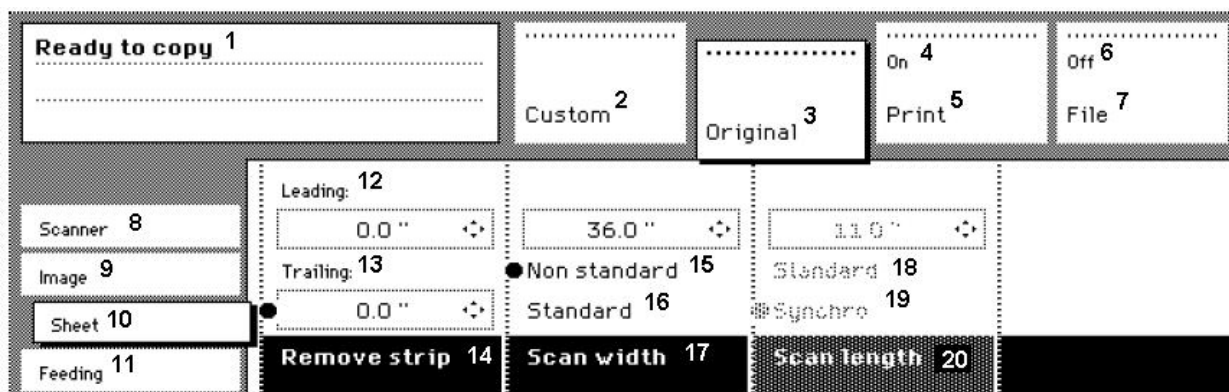 Ready to copy 1
Custom 2
Original 3
On 4
Print 5
Off 6
File 7
Scanner 8
Image 9
Sheet 10
Feeding 11
Leading: 12
0.0 "
Trailing: 13
0.0 "
Remove strip 14
36.0 "
Non standard 15
Standard 16
Scan width 17
11.0 "
Standard 18
Synchro 19
Scan length 20